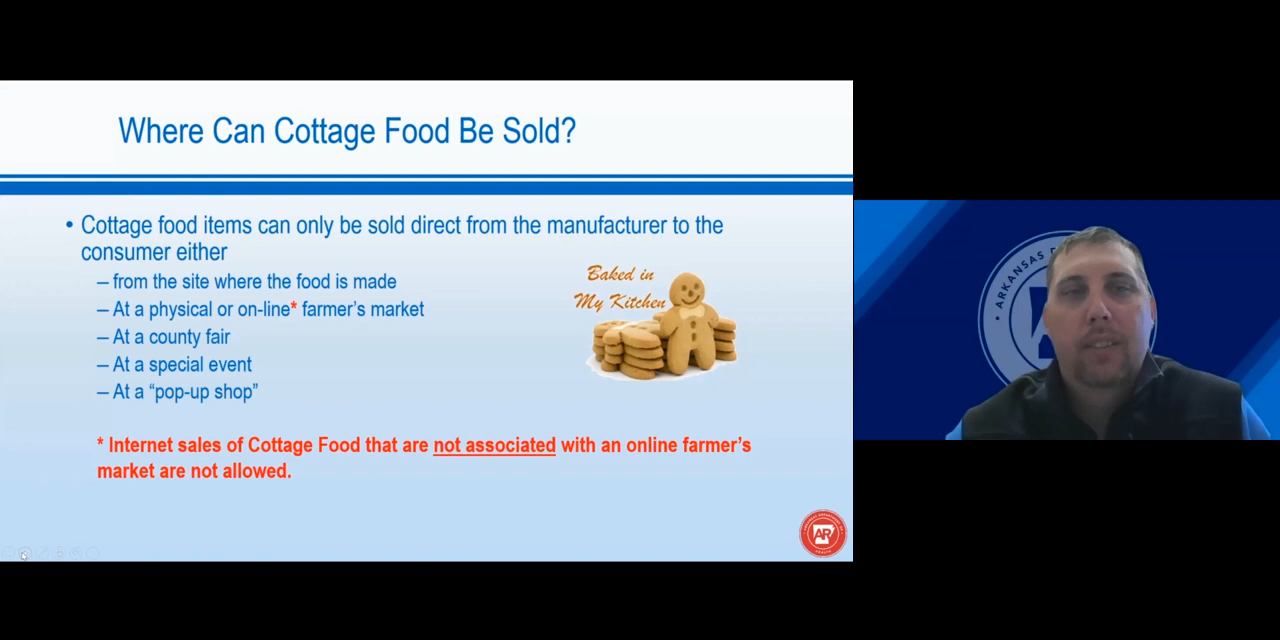 Where Can Cottage Food Be Sold?
• Cottage food items can only be sold direct from the manufacturer to the
consumer either
– from the site where the food is made
– At a physical or on-line* farmer's market
– At a county fair
– At a special event
– At a “pop-up shop”
Baked in
My Kitchen
* Internet sales of Cottage Food that are not associated with an online farmer's
market are not allowed.
AR
HEALTH
• ARKANSAS